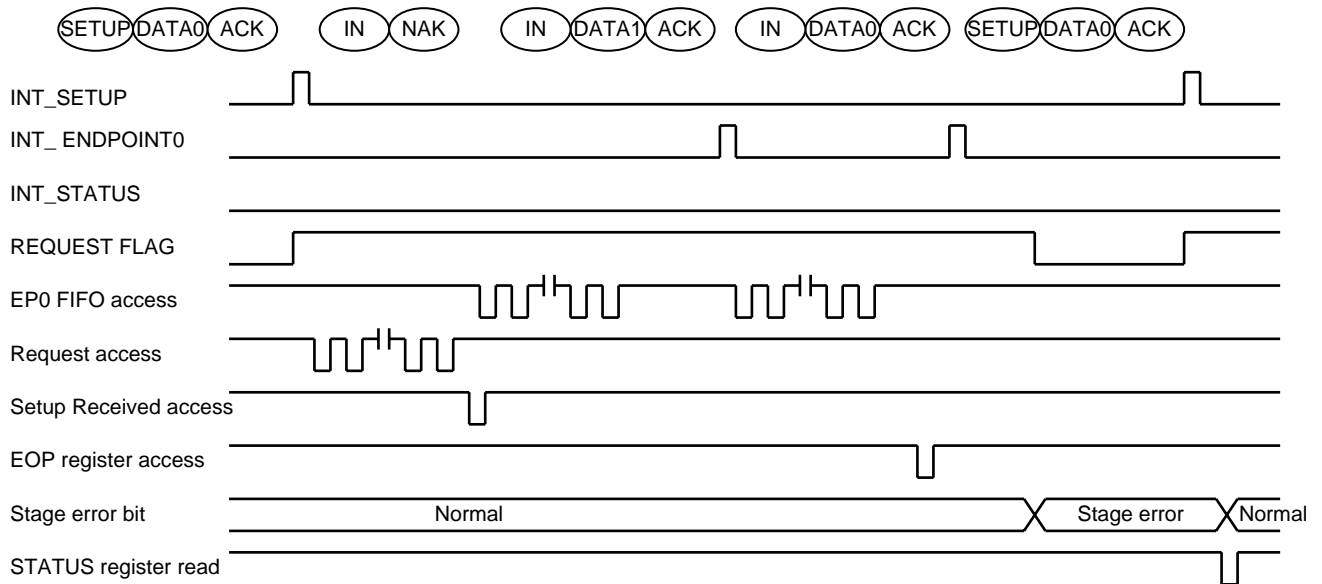 SETUP DATA0 ACK IN NAK IN DATA1 ACK IN DATA0 ACK SETUP DATA0 ACK
INT_SETUP
INT_ ENDPOINT0
INT_STATUS
REQUEST FLAG
EP0 FIFO access
Request access
Setup Received access
EOP register access
Stage error bit Normal Stage error Normal
STATUS register read